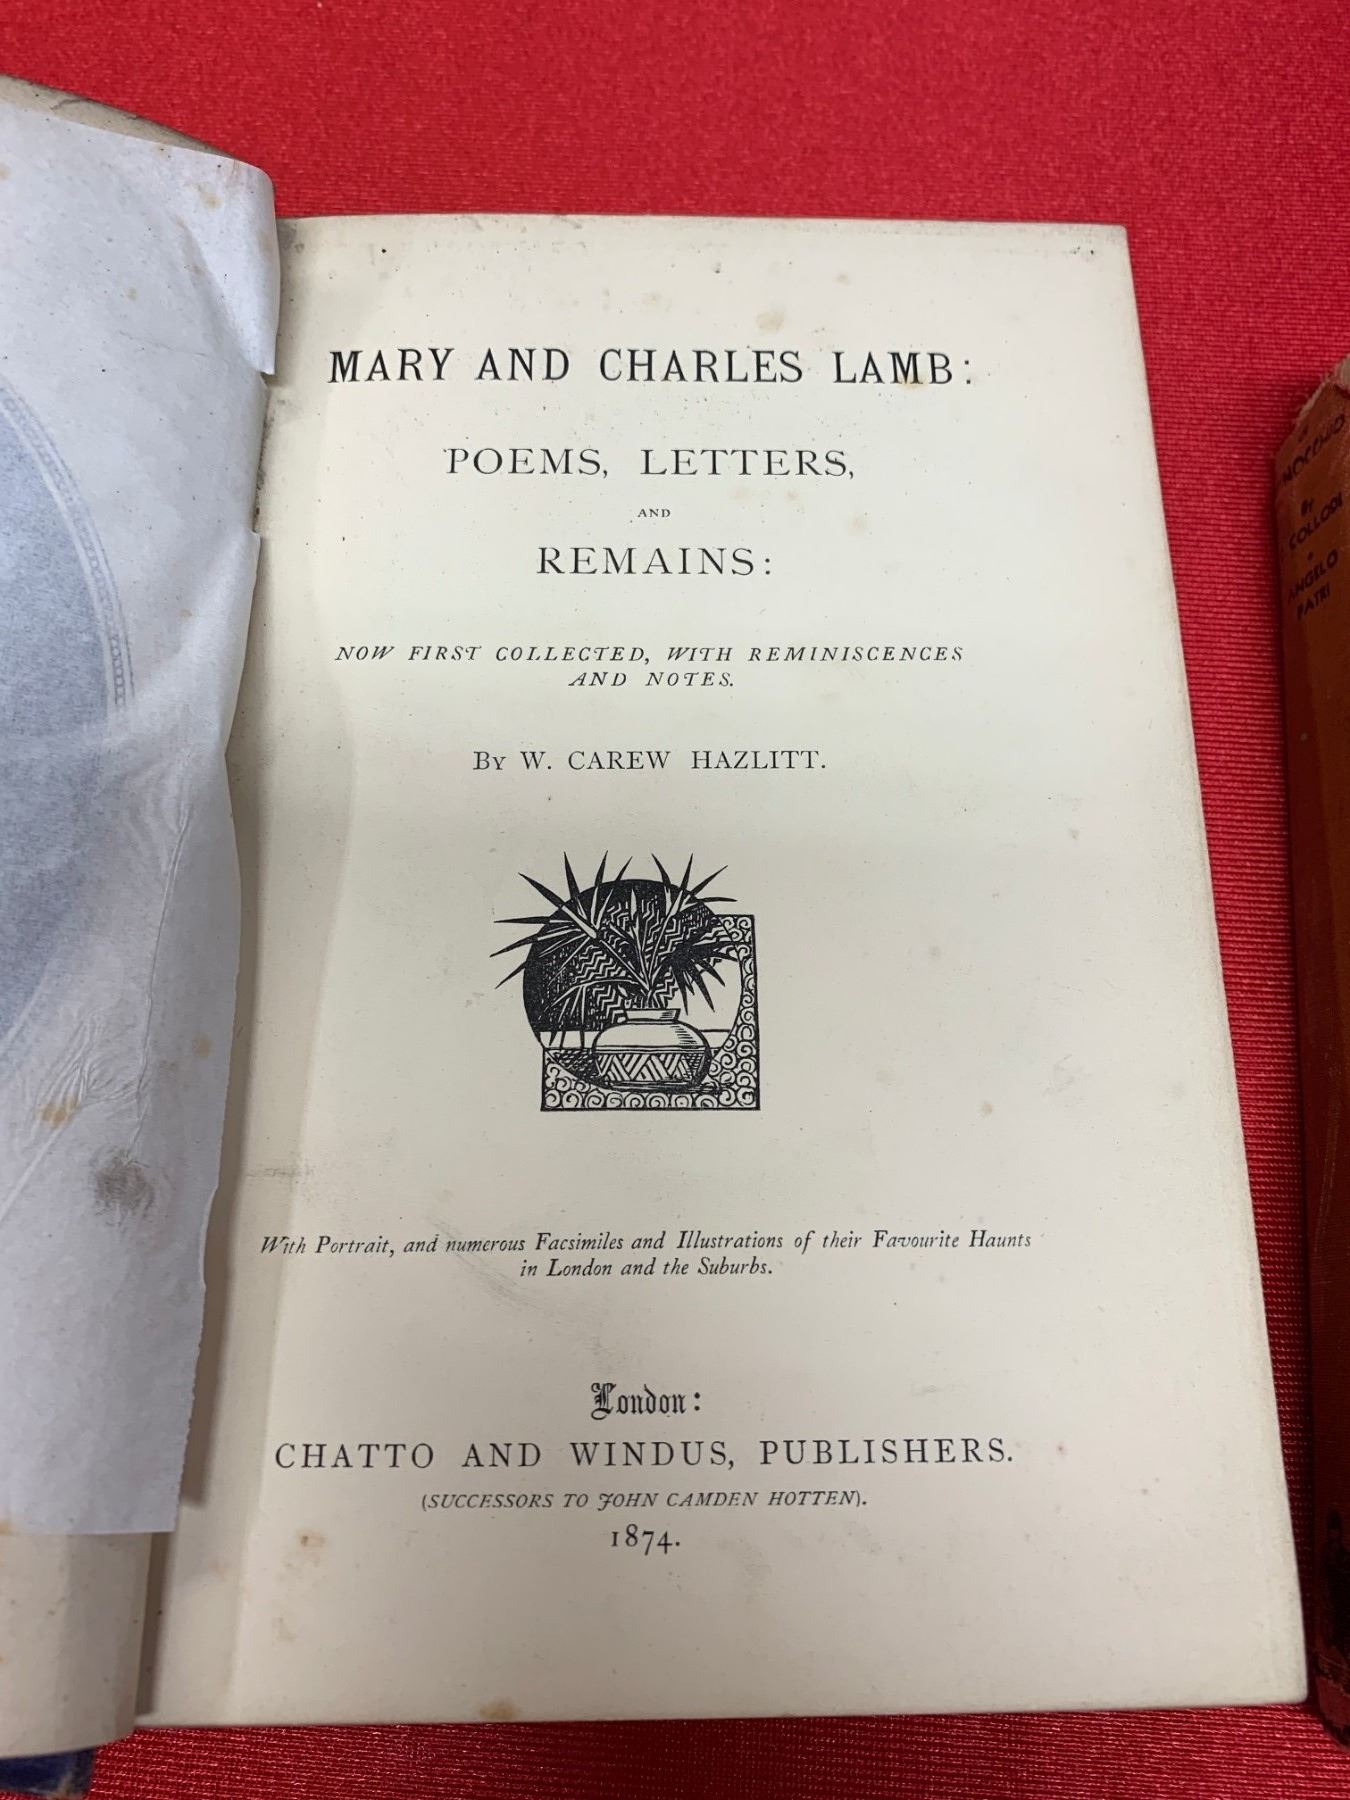 MARY AND CHARLES LAMB:
POEMS, LETTERS,
AND
REMAINS:
NOW FIRST COLLECTED, WITH REMINISCENCES
AND NOTES.
By W. CAREW HAZLITT.
With Portrait, and numerous Facsimiles and Illustrations of their Favourite Haunts
in London and the Suburbs.
London:
CHATTO AND WINDUS, PUBLISHERS.
(SUCCESSORS TO JOHN CAMDEN HOTTEN).
1874.
By
COLLODI
ANGELO
PATRI